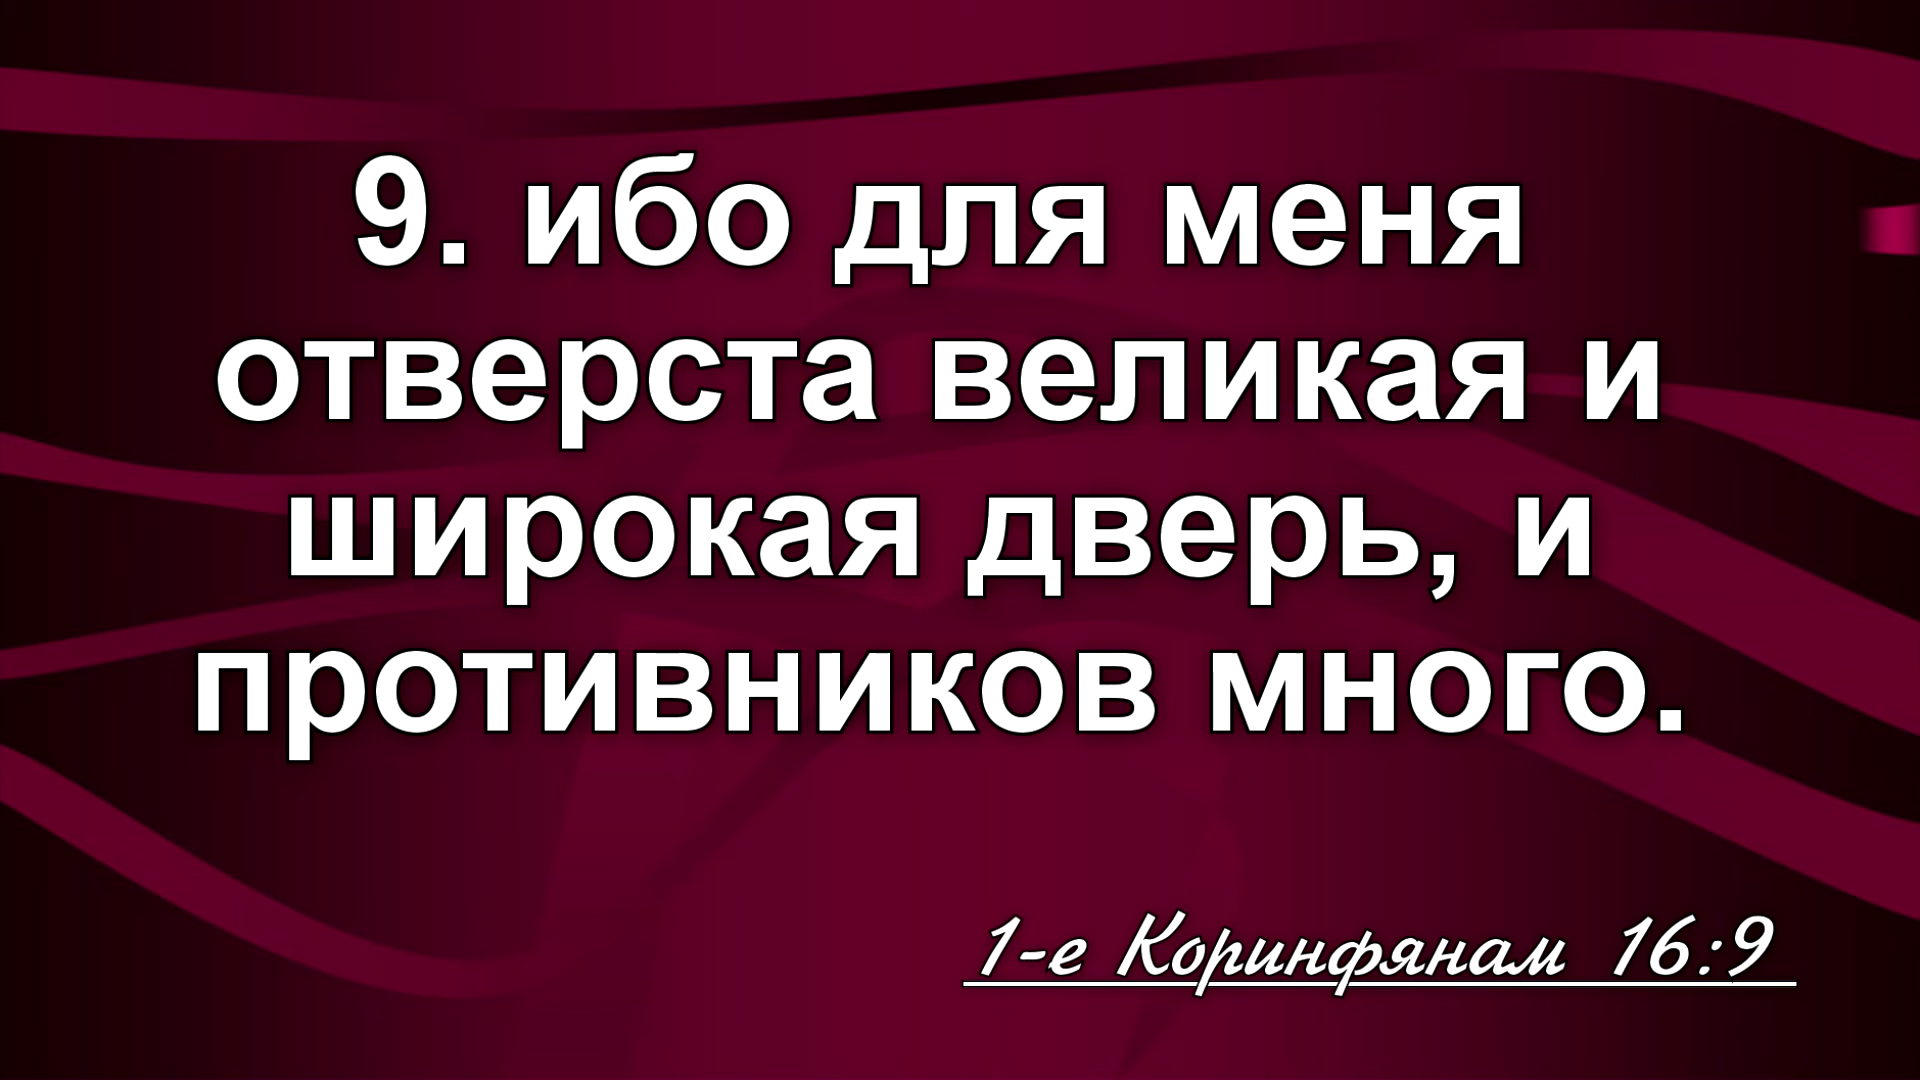 9. ибо для меня
отверста великая и
широкая дверь, и
противников много.
1-е Коринфянам 16:9